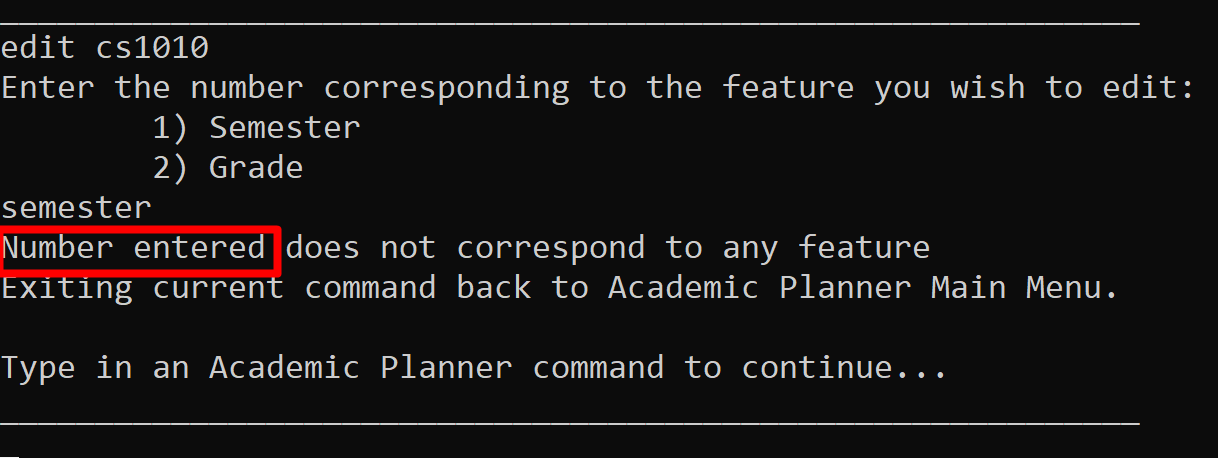 edit cs1010
Enter the number corresponding to the feature you wish to edit:
1) Semester
2) Grade
semester
Number entered does not correspond to any feature
Exiting current command back to Academic Planner Main Menu.
Type in an Academic Planner command to continue...